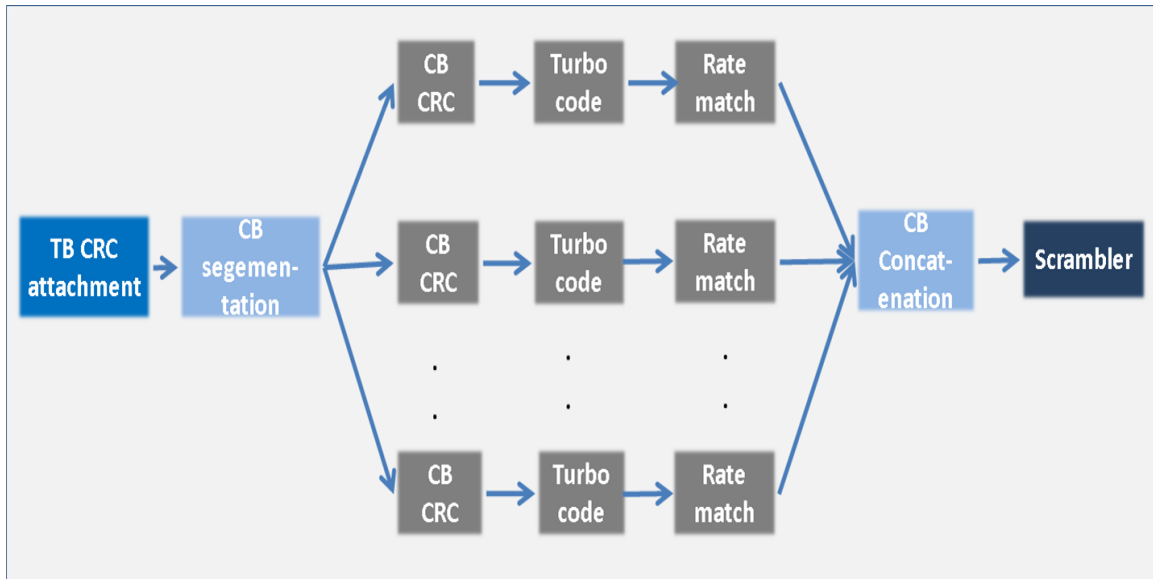 TB CRC
attachment
CB
segemen-
tation
CB
CRC
Turbo
code
Rate
match
CB
CRC
Turbo
code
Rate
match
.
.
.
.
.
.
CB
CRC
Turbo
code
Rate
match
CB
Concat-
enation
Scrambler